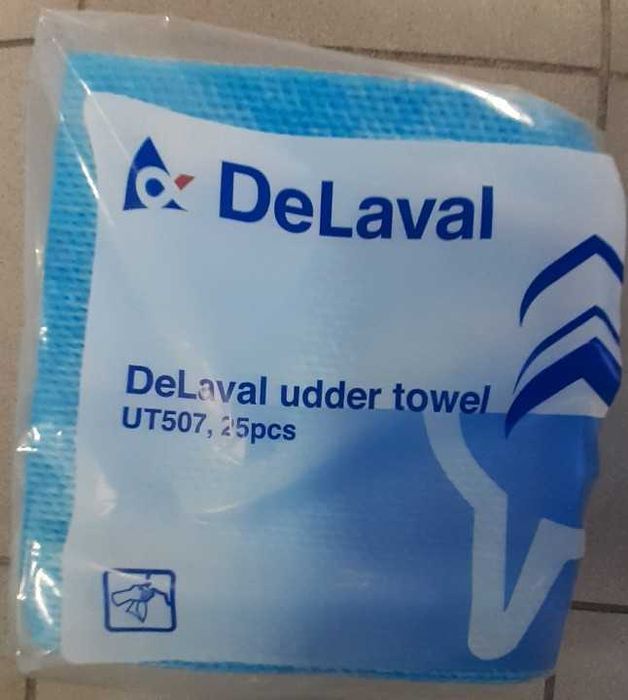 DeLaval
DeLaval udder towel
UT507, 25pcs